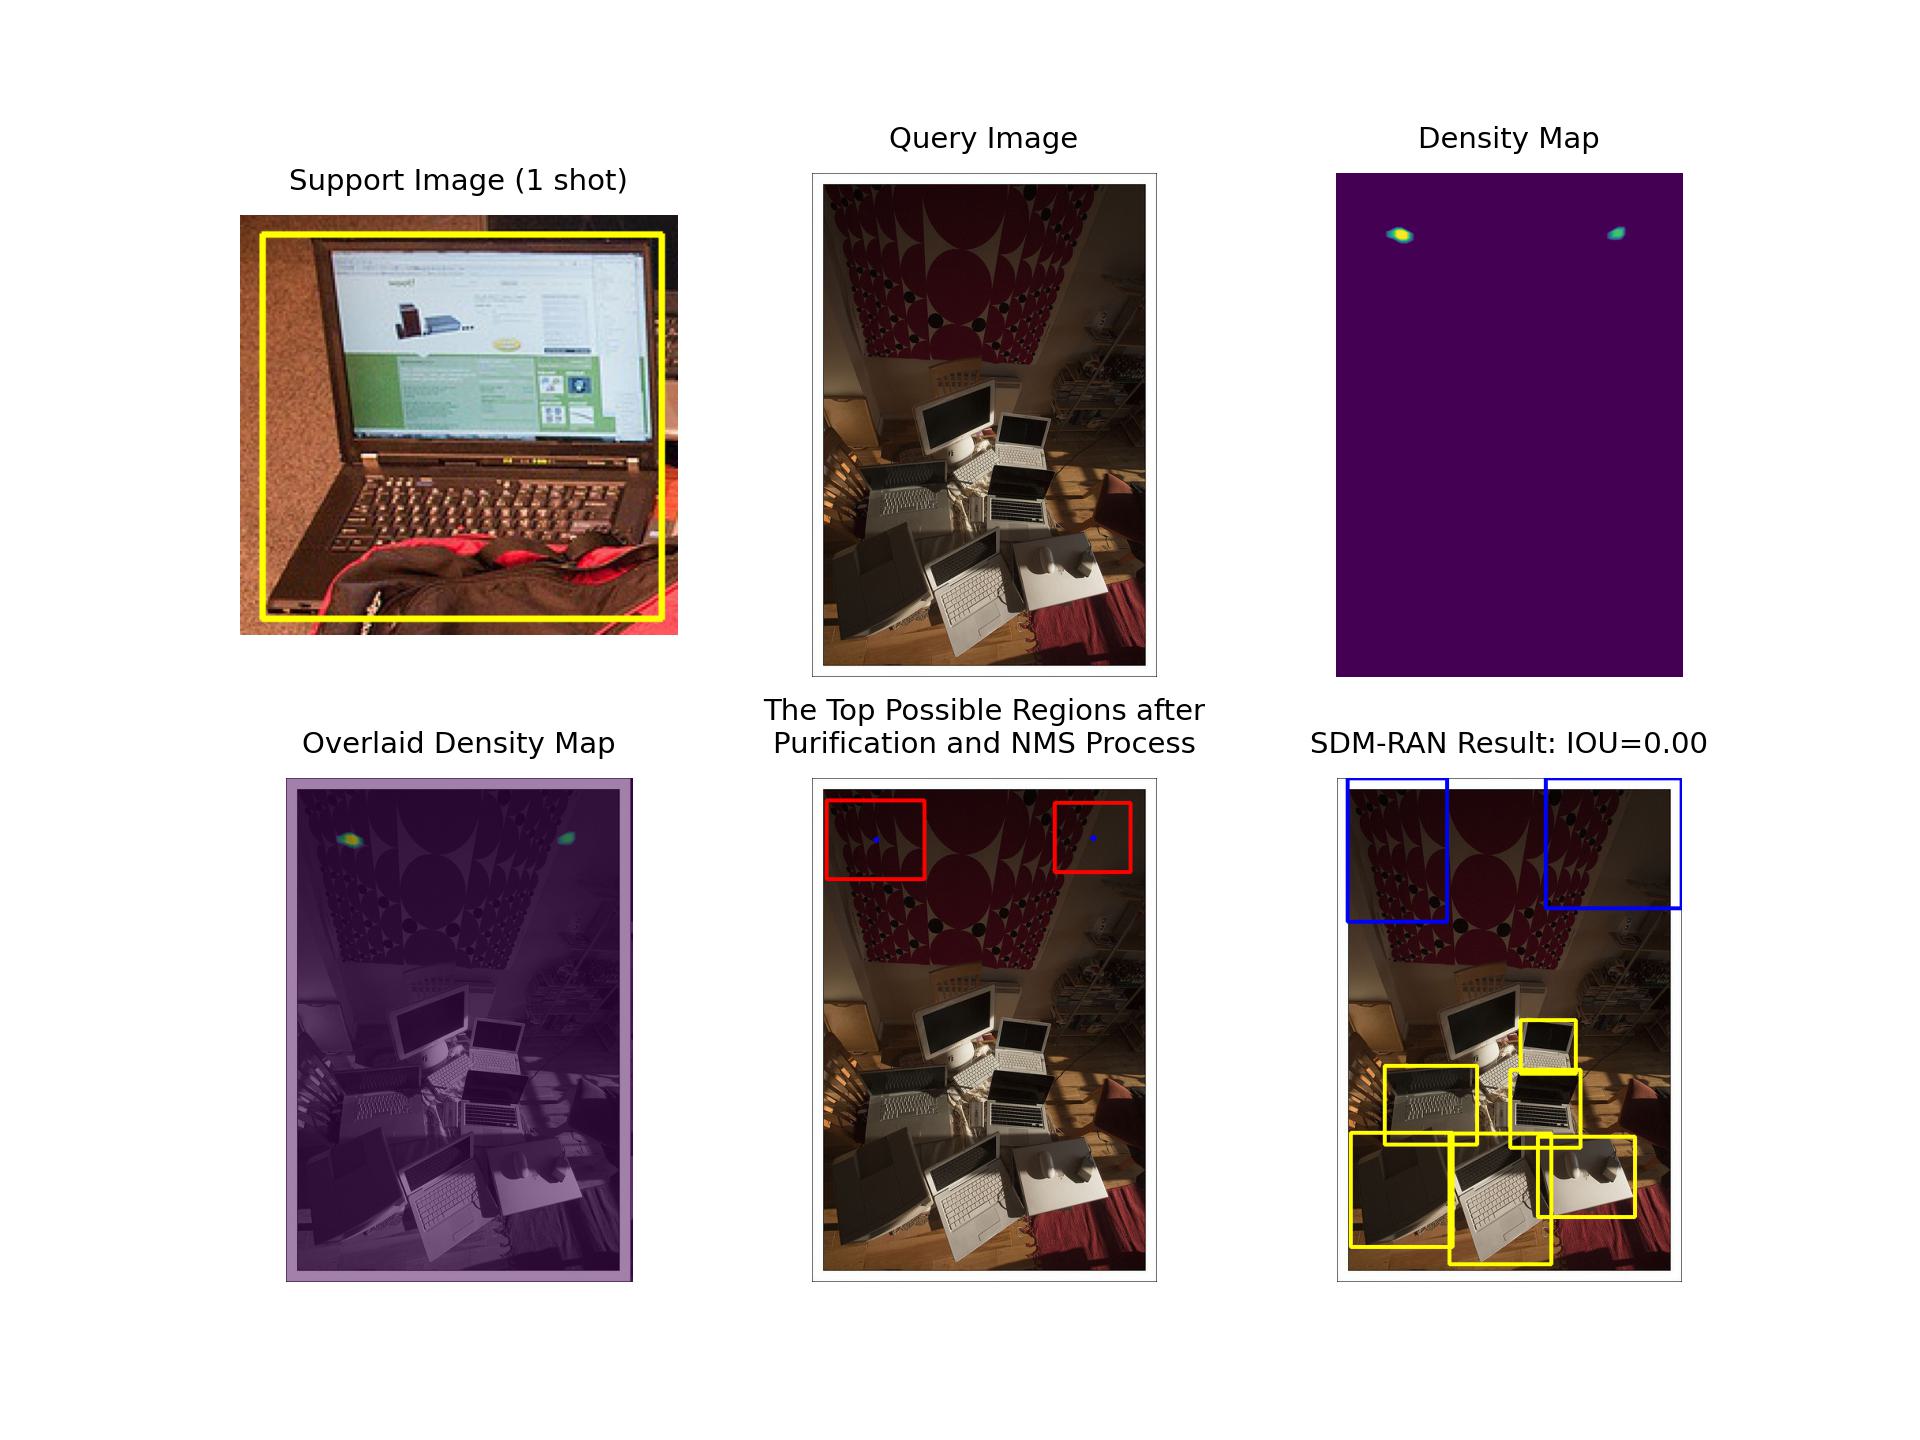 Support Image (1 shot)
Query Image
Density Map
woot!
Overlaid Density Map
The Top Possible Regions after
Purification and NMS Process
SDM-RAN Result: IOU=0.00